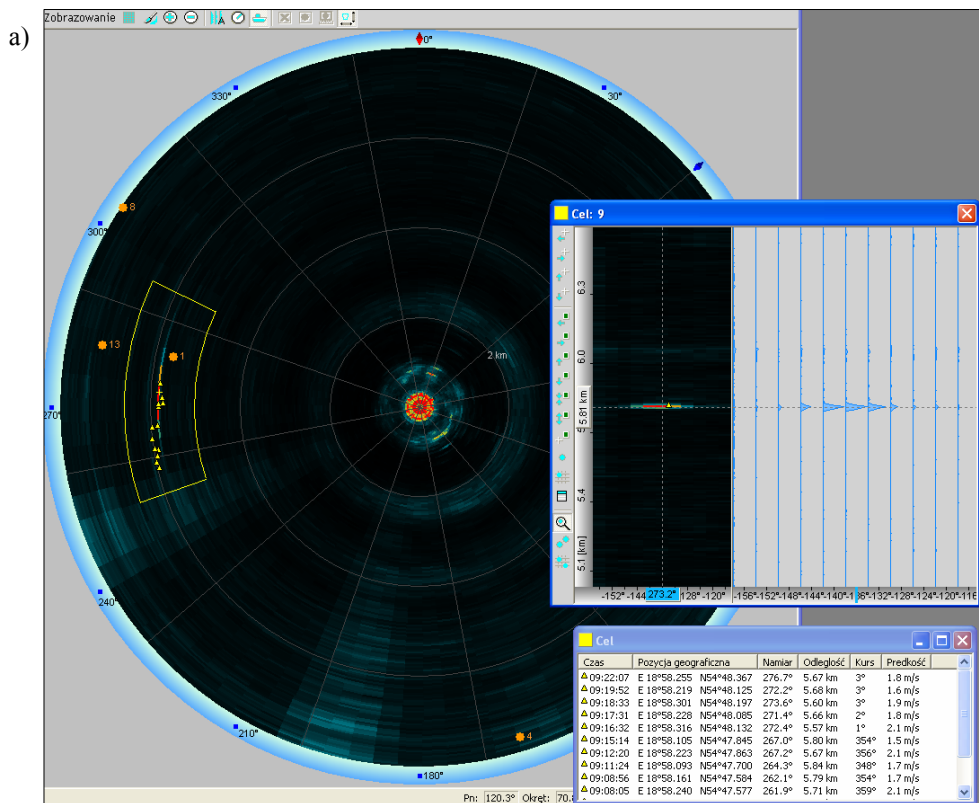 a)
Zobrazowanie
0°
330°
30°
8
300°
Cel: 9
13
1
2 km
270°
6.3
6.0
5.81 km
5.4
5.1 [km]
-152° -144 273.2° 128° -120°
-156° -152° -148° -144° -140° -136° -132° -128° -124° -120° -116
240°
210°
180°
4
Cel
Czas Pozycja geograficzna Namiar Odległość Kurs Predkość
09:22:07 E 18°58.255 N54°48.367 276.7° 5.67 km 3° 1.8 m/s
09:19:52 E 18°58.219 N54°48.125 272.2° 5.68 km 3° 1.6 m/s
09:18:33 E 18°58.301 N54°48.197 273.6° 5.60 km 3° 1.9 m/s
09:17:31 E 18°58.228 N54°48.085 271.4° 5.66 km 2° 1.8 m/s
09:16:32 E 18°58.316 N54°48.132 272.4° 5.57 km 1° 2.1 m/s
09:15:14 E 18°58.105 N54°47.845 267.0° 5.80 km 354° 1.5 m/s
09:12:20 E 18°58.223 N54°47.863 267.2° 5.67 km 356° 2.1 m/s
09:11:24 E 18°58.093 N54°47.700 264.3° 5.84 km 348° 1.7 m/s
09:08:56 E 18°58.161 N54°47.584 262.1° 5.79 km 354° 1.7 m/s
09:08:05 E 18°58.240 N54°47.577 261.9° 5.71 km 359° 2.1 m/s
Pn: 120.3° Okręt: 70.